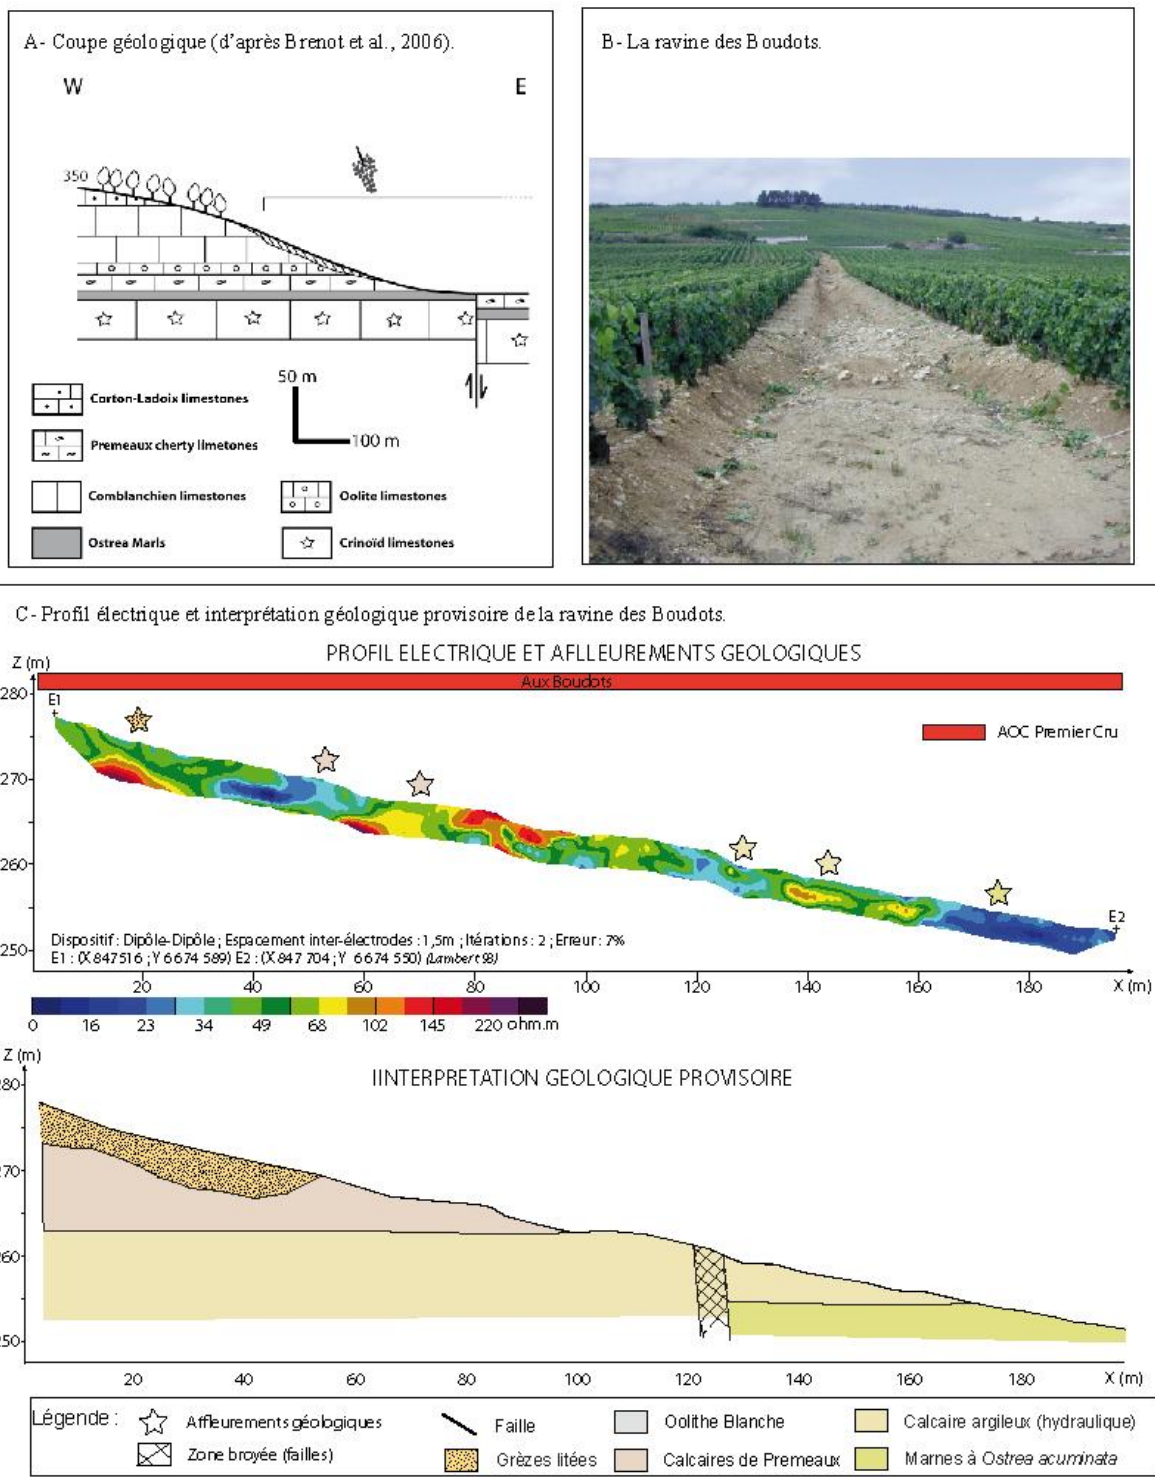 A- Coupe géologique (d'après Brenot et al., 2006).
W
E
350
50 m
100 m
Corton-Ladoix limestones
Premeaux cherty limetones
Comblanchien limestones
Oolite limestones
Ostrea Marls
Crinoïd limestones
B- La ravine des Boudots.
C- Profil électrique et interprétation géologique provisoire de la ravine des Boudots.
PROFIL ELECTRIQUE ET AFLLEUREMENTS GEOLOGIQUES
Z (m)
Aux Boudots
280
E1
AOC Premier Cru
270
260
E2
250
Dispositif : Dipôle-Dipôle ; Espacement inter-électrodes : 1,5m ; Itérations : 2 ; Erreur : 7%
E1 : (X 847516 ; Y 6674 589) E2 : (X 847 704 ; Y 6674 550) (Lambert 93)
20 40 60 80 100 120 140 160 180 X (m)
0 16 23 34 49 68 102 145 220 ohm.m
Z (m)
IINTERPRETATION GEOLOGIQUE PROVISOIRE
280
270
260
250
20 40 60 80 100 120 140 160 180 X (m)
Légende :
Affleurements géologiques
Faille
Oolithe Blanche
Calcaire argileux (hydraulique)
Zone broyée (failles)
Grèzes litées
Calcaires de Premeaux
Marnes à Ostrea acuminata